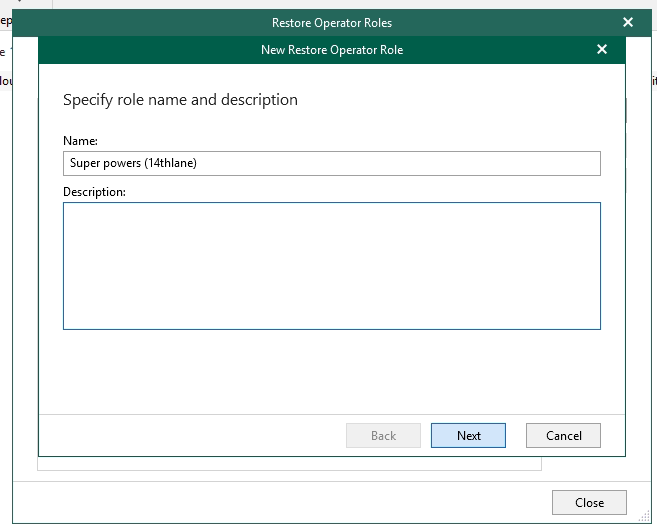 Restore Operator Roles
New Restore Operator Role
Specify role name and description
Name:
Super powers (14thlane)
Description:
Back
Next
Cancel
Close